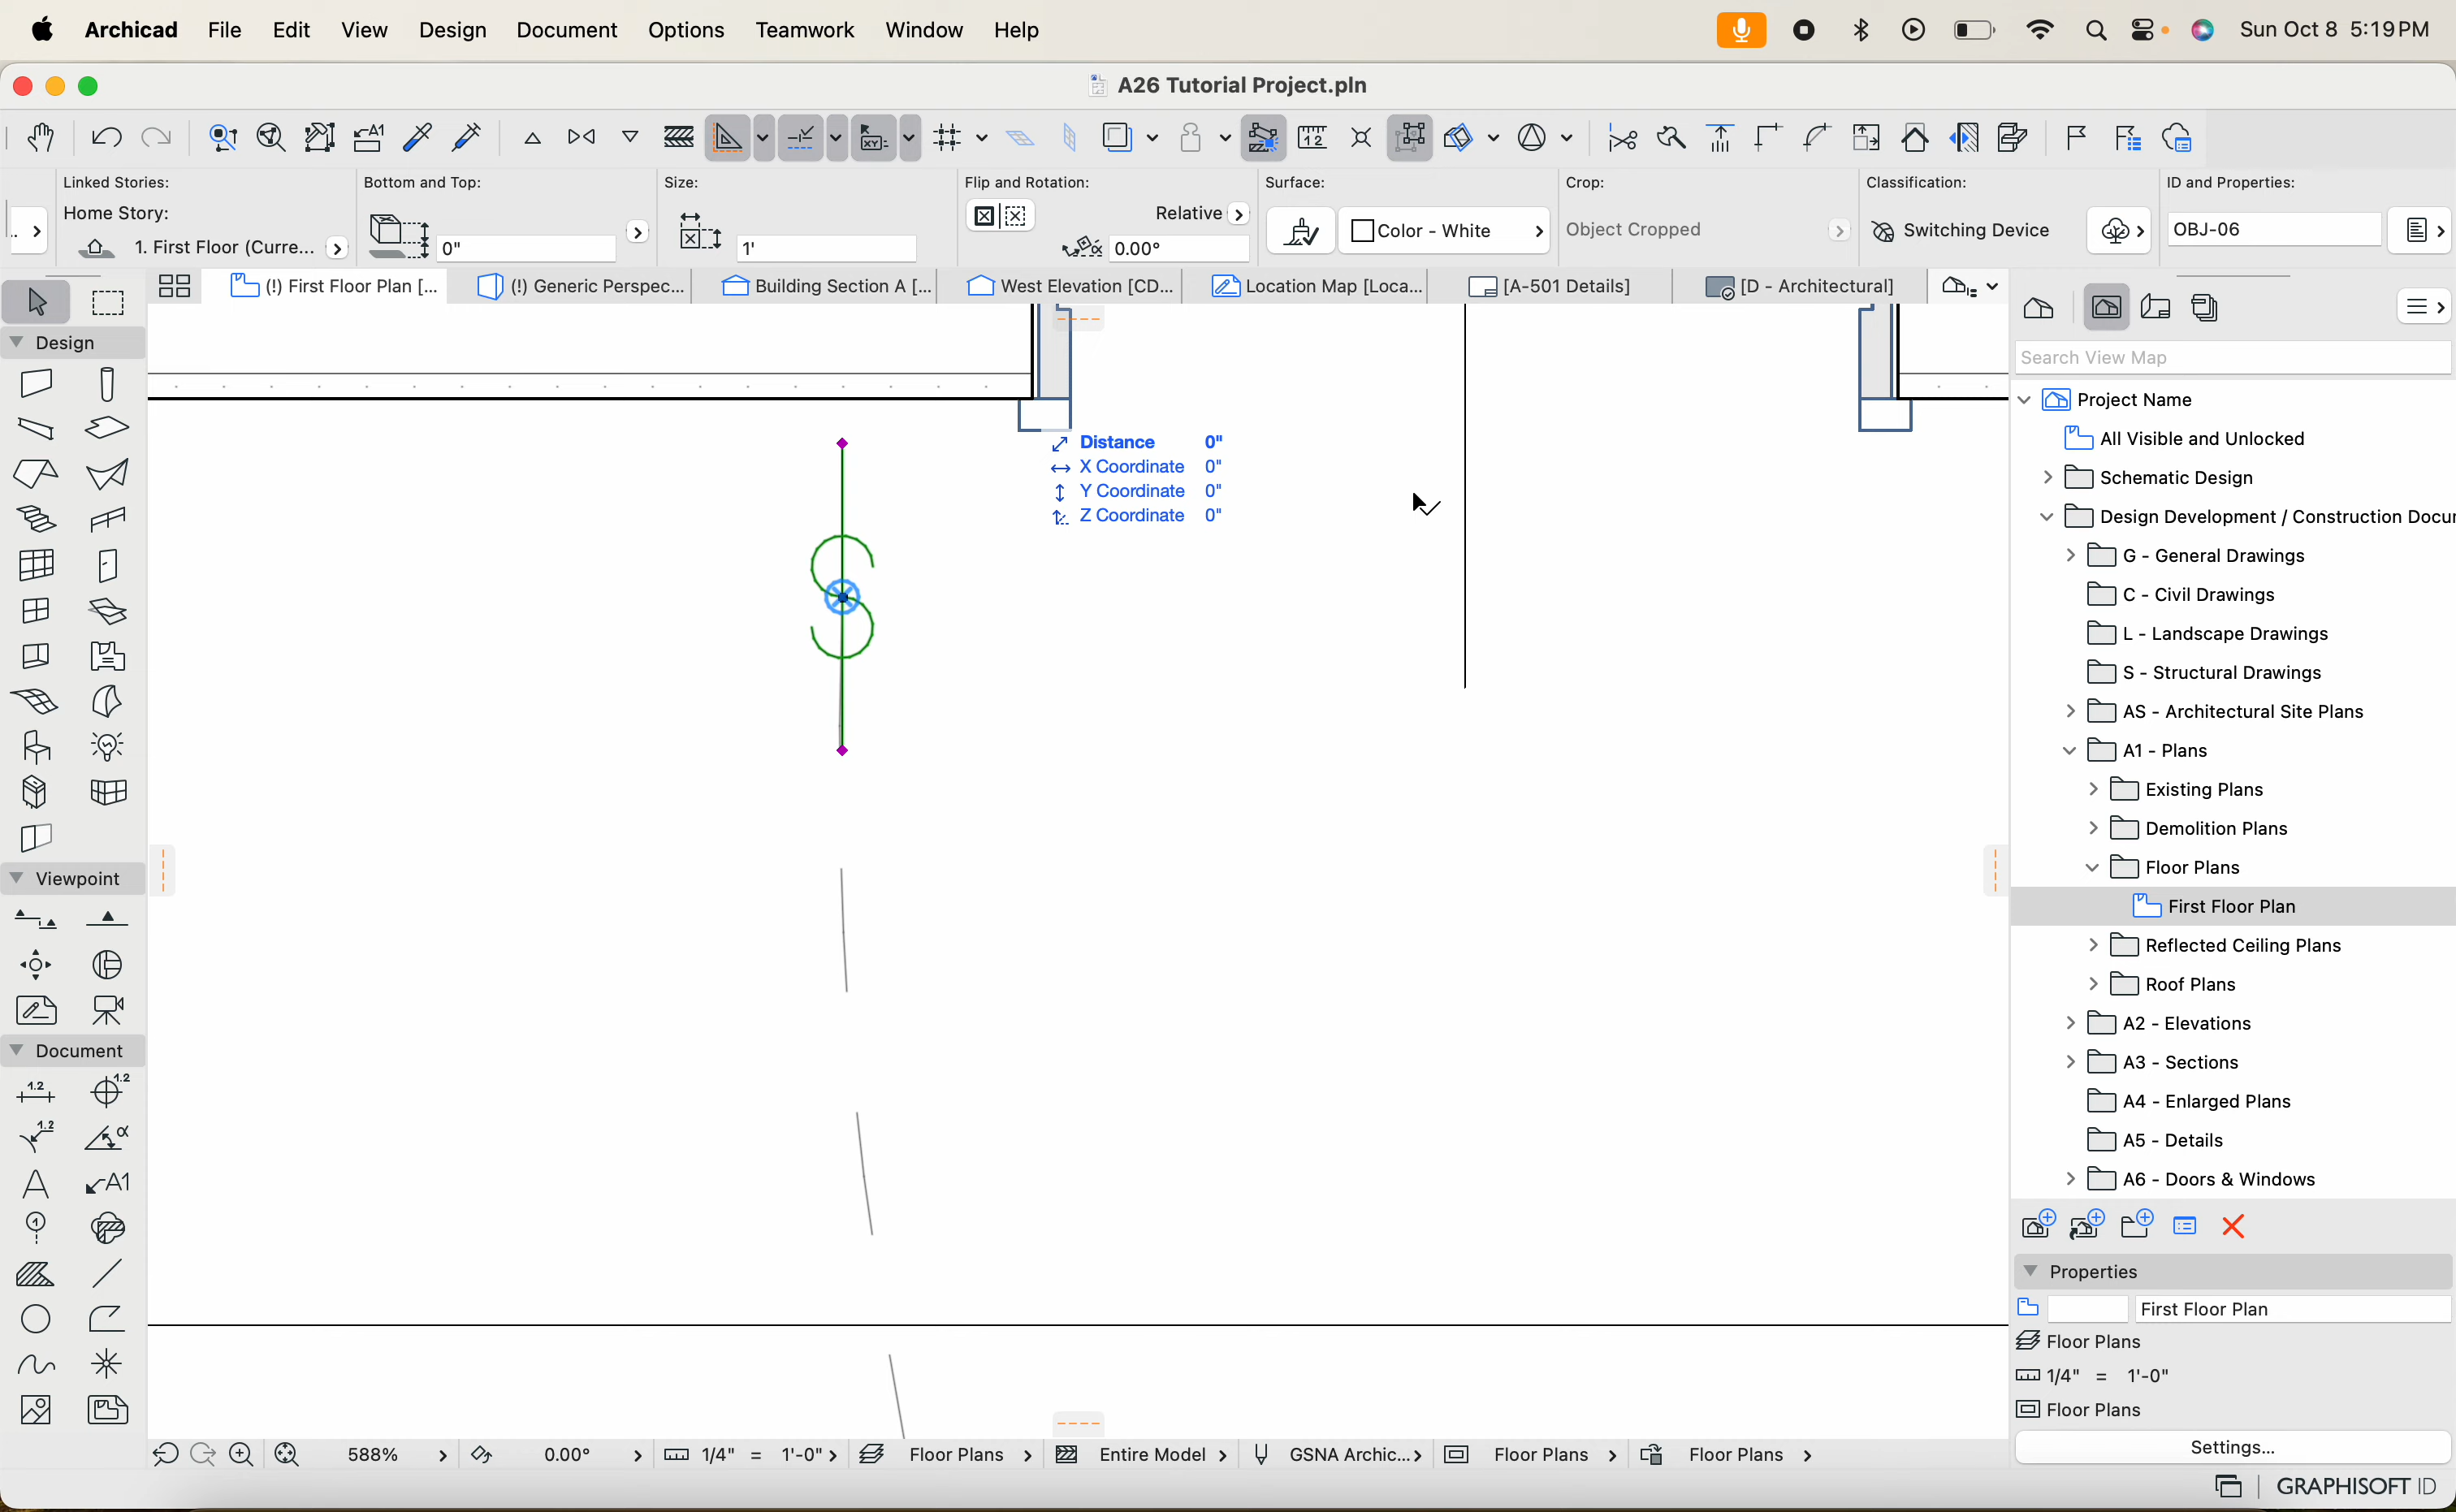 Archicad File Edit View Design Document Options Teamwork Window Help Sun Oct 8 5:19 PM
A26 Tutorial Project.pln
Linked Stories: Bottom and Top: Size: Flip and Rotation: Surface: Crop: Classification: ID and Properties:
Home Story: Relative
1. First Floor (Curre... 0" 1' 0.00° Color - White Object Cropped Switching Device OBJ-06
(!) First Floor Plan [... (!) Generic Perspec... Building Section A [... West Elevation [CD... Location Map [Loca... [A-501 Details] [D - Architectural]
Design
Viewpoint
Document
Distance 0"
X Coordinate 0"
Y Coordinate 0"
Z Coordinate 0"
Search View Map
Project Name
All Visible and Unlocked
Schematic Design
Design Development / Construction Docu
G - General Drawings
C - Civil Drawings
L - Landscape Drawings
S - Structural Drawings
AS - Architectural Site Plans
A1 - Plans
Existing Plans
Demolition Plans
Floor Plans
First Floor Plan
Reflected Ceiling Plans
Roof Plans
A2 - Elevations
A3 - Sections
A4 - Enlarged Plans
A5 - Details
A6 - Doors & Windows
Properties
First Floor Plan
Floor Plans
1/4" = 1'-0"
Floor Plans
Settings...
588% 0.00° 1/4" = 1'-0" Floor Plans Entire Model GSNA Archic... Floor Plans Floor Plans
GRAPHISOFT ID